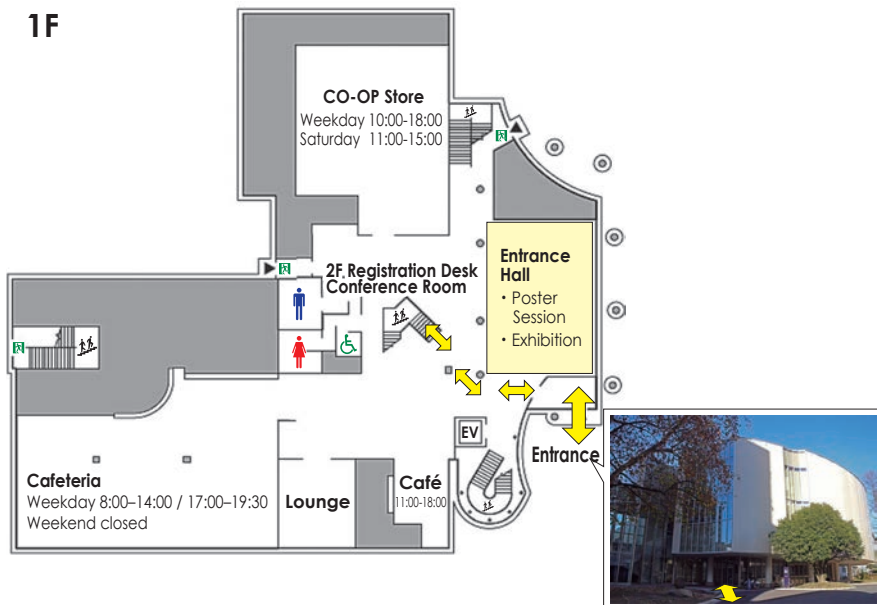 1F
CO-OP Store
Weekday 10:00-18:00
Saturday 11:00-15:00
2F Registration Desk
Conference Room
Entrance
Hall
・Poster
Session
・Exhibition
EV
Entrance
Cafeteria
Weekday 8:00–14:00 / 17:00–19:30
Weekend closed
Lounge
Café
11:00-18:00